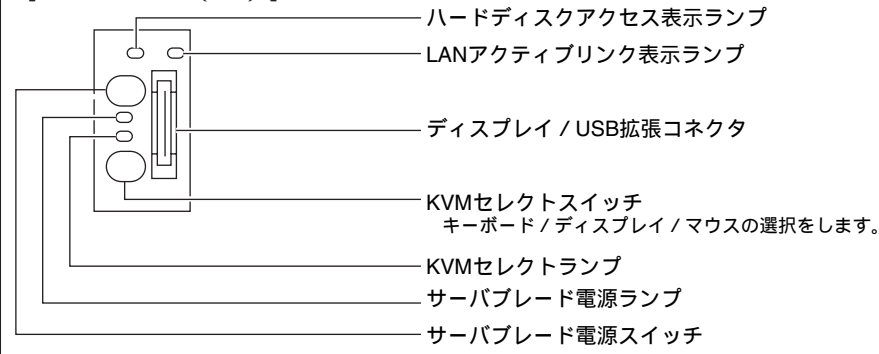 ハードディスクアクセス表示ランプ
LANアクティブリンク表示ランプ
ディスプレイ / USB拡張コネクタ
KVMセレクトスイッチ
キーボード / ディスプレイ / マウスの選択をします。
KVMセレクトランプ
サーバブレード電源ランプ
サーバブレード電源スイッチ